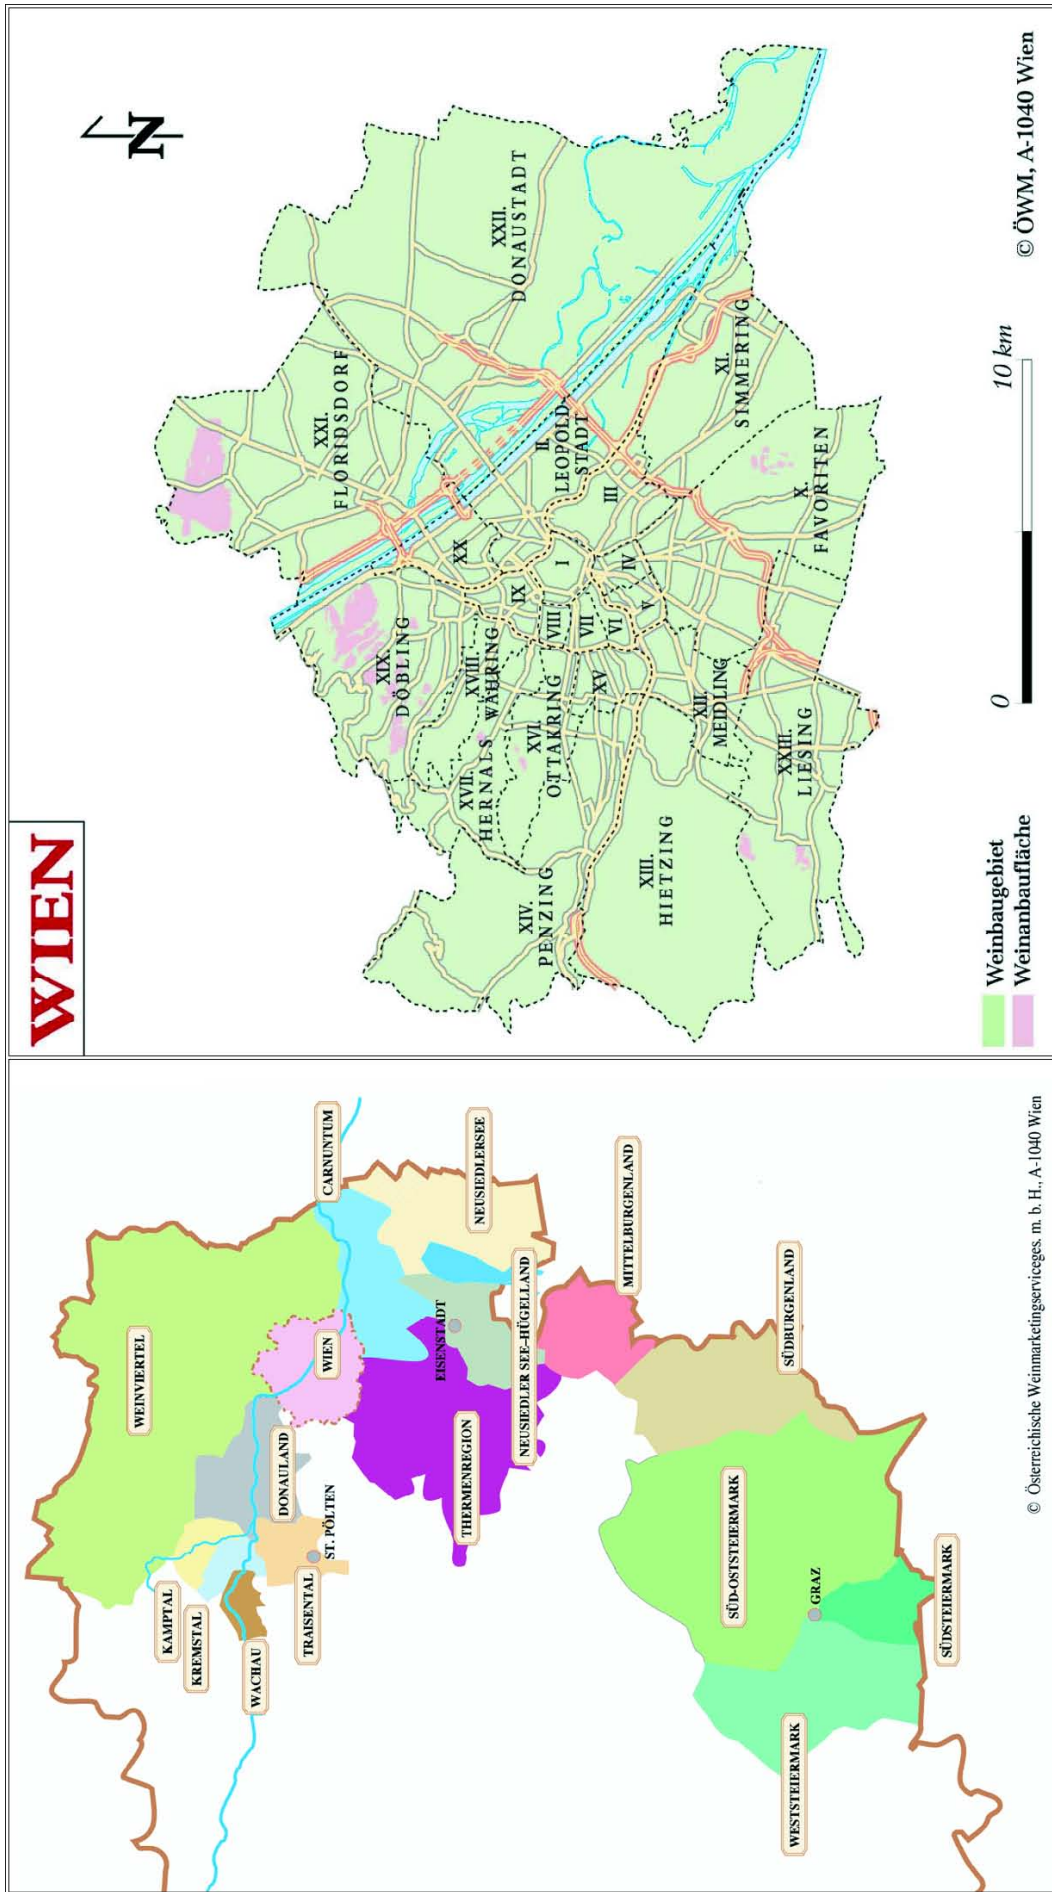 WEINVIERTEL
KAMPTAL
KREMSTAL
WACHAU
TRAISENTAL
ST. PÖLTEN
DONAULAND
WIEN
CARNUNTUM
EISENSTADT
NEUSIEDLERSEE
THERMENREGION
NEUSIEDLER SEE–HÜGELLAND
MITTELBURGENLAND
SÜDBURGENLAND
SÜD-OSTSTEIERMARK
GRAZ
WESTSTEIERMARK
SÜDSTEIERMARK
© Österreichische Weinmarketingserviceges. m. b. H., A-1040 Wien
WIEN
N
XXI.
FLORIDSDORF
XXII.
DONAUSTADT
XIX.
DÖBLING
XX
XVIII.
WÄHRING
XVII.
HERNALS
IX
XVI.
OTTAKRING
VIII
I
II.
LEOPOLD
STADT
XIV.
PENZING
VII
XV
VI
IV
III
V
XIII.
HIETZING
XII.
MEIDLING
XI.
SIMMERING
XXIII.
LIESING
X.
FAVORITEN
Weinbaugebiet
Weinanbaufläche
0
10 km
© ÖWM, A-1040 Wien